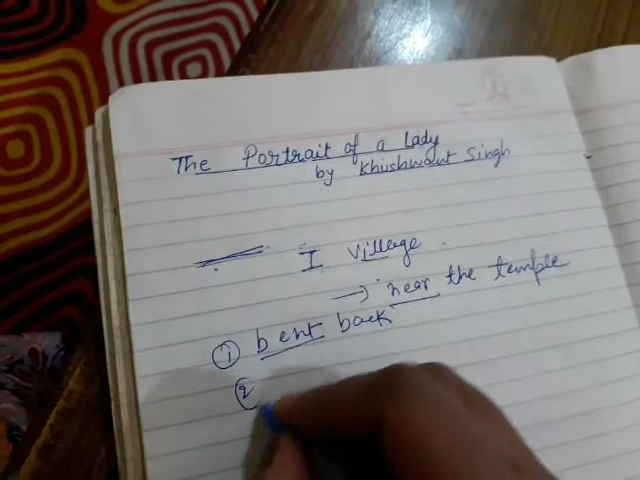 The Portrait of a Lady
by Khushwant Singh
I Village
→ near the temple
① bent back
②